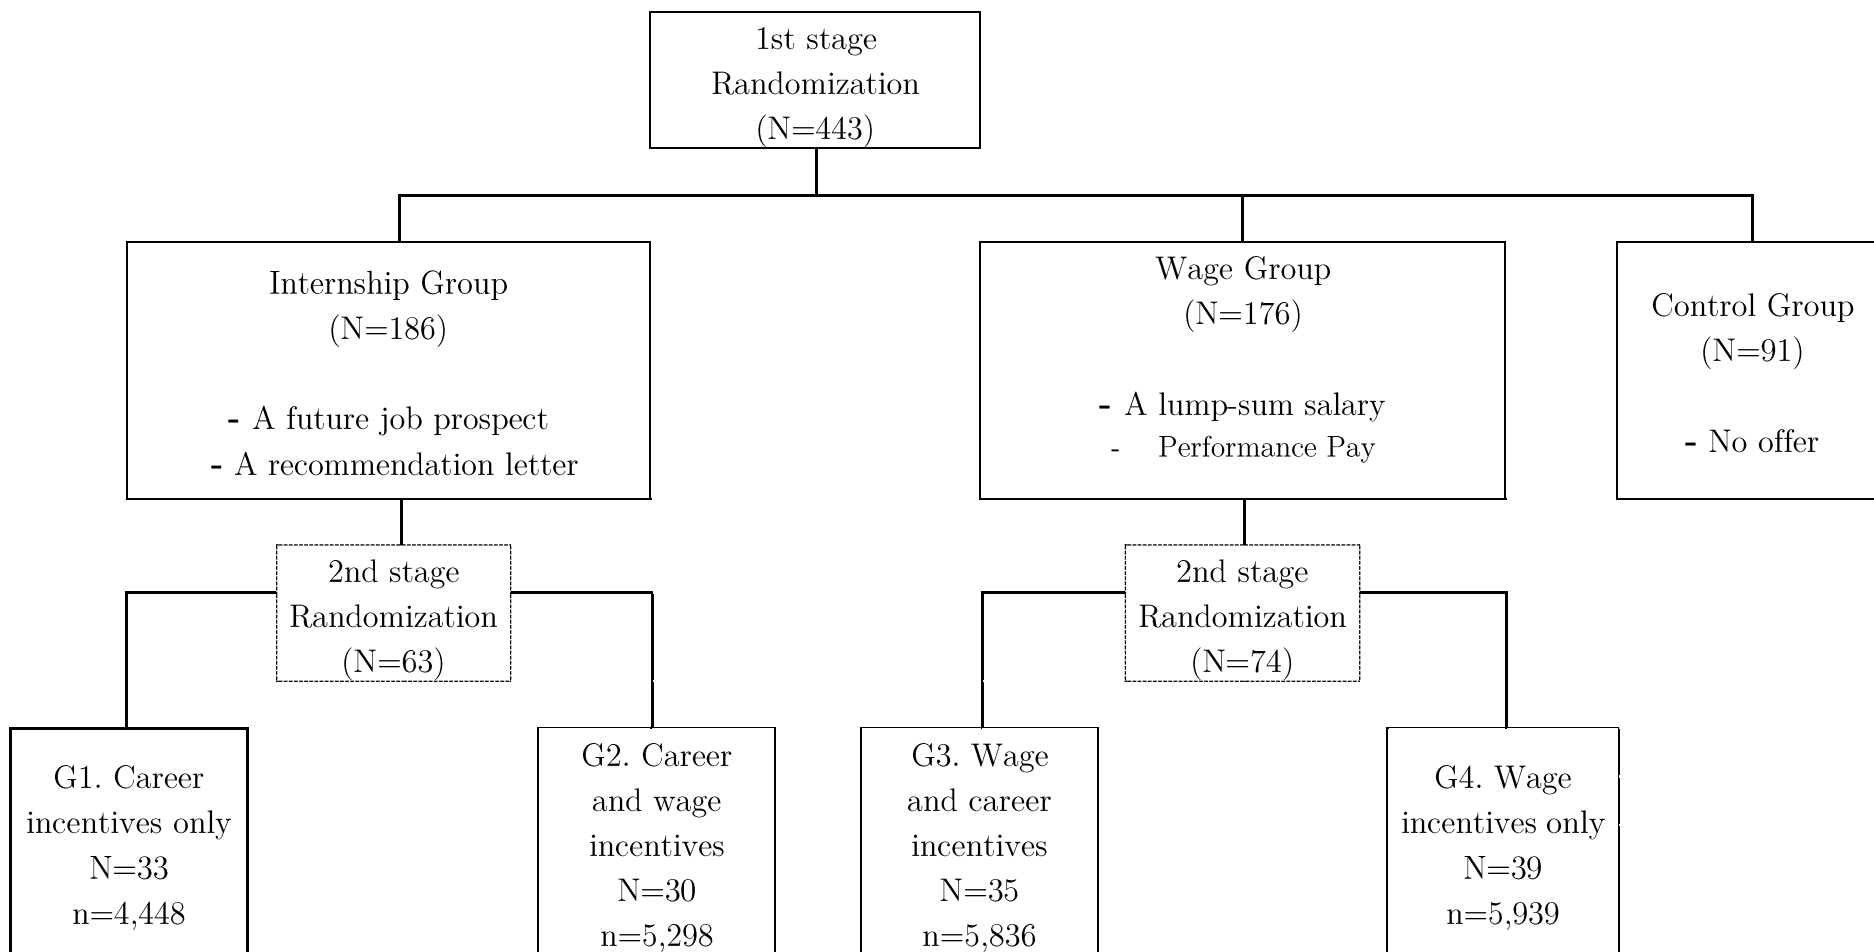 1st stage
Randomization
(N=443)
Internship Group
(N=186)
- A future job prospect
- A recommendation letter
Wage Group
(N=176)
- A lump-sum salary
- Performance Pay
Control Group
(N=91)
- No offer
2nd stage
Randomization
(N=63)
2nd stage
Randomization
(N=74)
G1. Career
incentives only
N=33
n=4,448
G2. Career
and wage
incentives
N=30
n=5,298
G3. Wage
and career
incentives
N=35
n=5,836
G4. Wage
incentives only
N=39
n=5,939